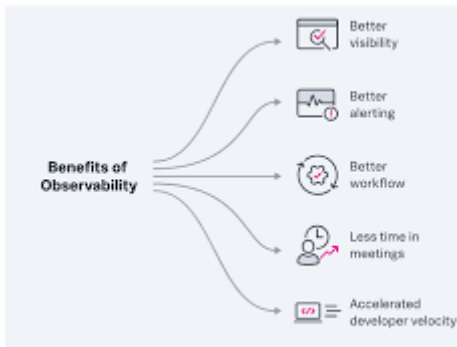 Better
visibility
Better
alerting
Benefits of
Observability
Better
workflow
Less time in
meetings
Accelerated
developer velocity